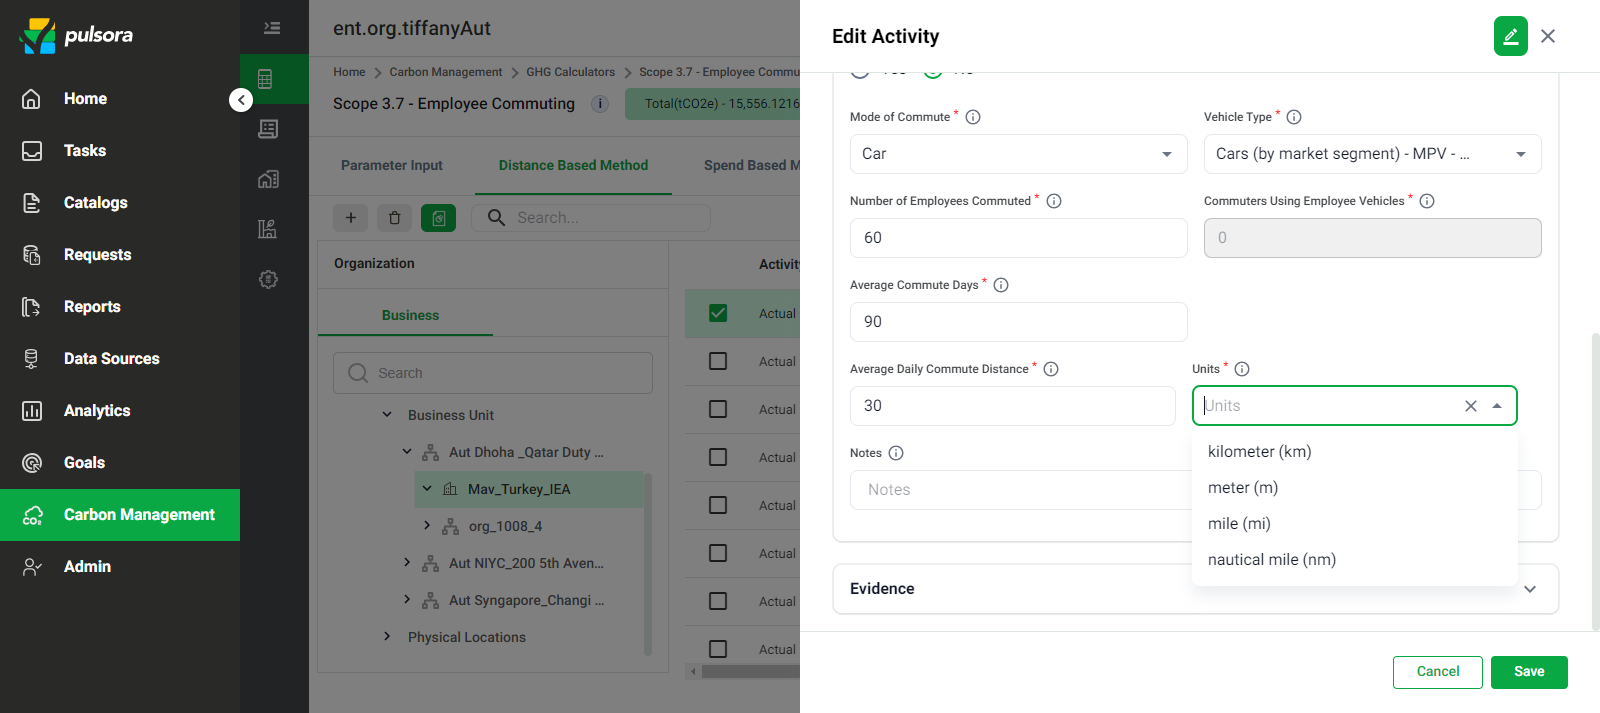 pulsora
Home
Tasks
Catalogs
Requests
Reports
Data Sources
Analytics
Goals
Carbon Management
Admin
ent.org.tiffanyAut
Home > Carbon Management > GHG Calculators > Scope 3.7 - Employee Commu
Scope 3.7 - Employee Commuting
Total(tCO2e) - 15,556.1216
Parameter Input
Distance Based Method
Spend Based M
Search...
Organization
Business
Search
Business Unit
Aut Dhoha _Qatar Duty ...
Mav_Turkey_IEA
org_1008_4
Aut NIYC_200 5th Aven...
Aut Syngapore_Changi ...
Physical Locations
Activity
Actual
Actual
Actual
Actual
Actual
Actual
Actual
Actual
Edit Activity
Mode of Commute *
Car
Vehicle Type *
Cars (by market segment) - MPV - ...
Number of Employees Commuted *
60
Commuters Using Employee Vehicles *
0
Average Commute Days *
90
Average Daily Commute Distance *
30
Units *
Units
kilometer (km)
meter (m)
mile (mi)
nautical mile (nm)
Notes
Notes
Evidence
Cancel
Save